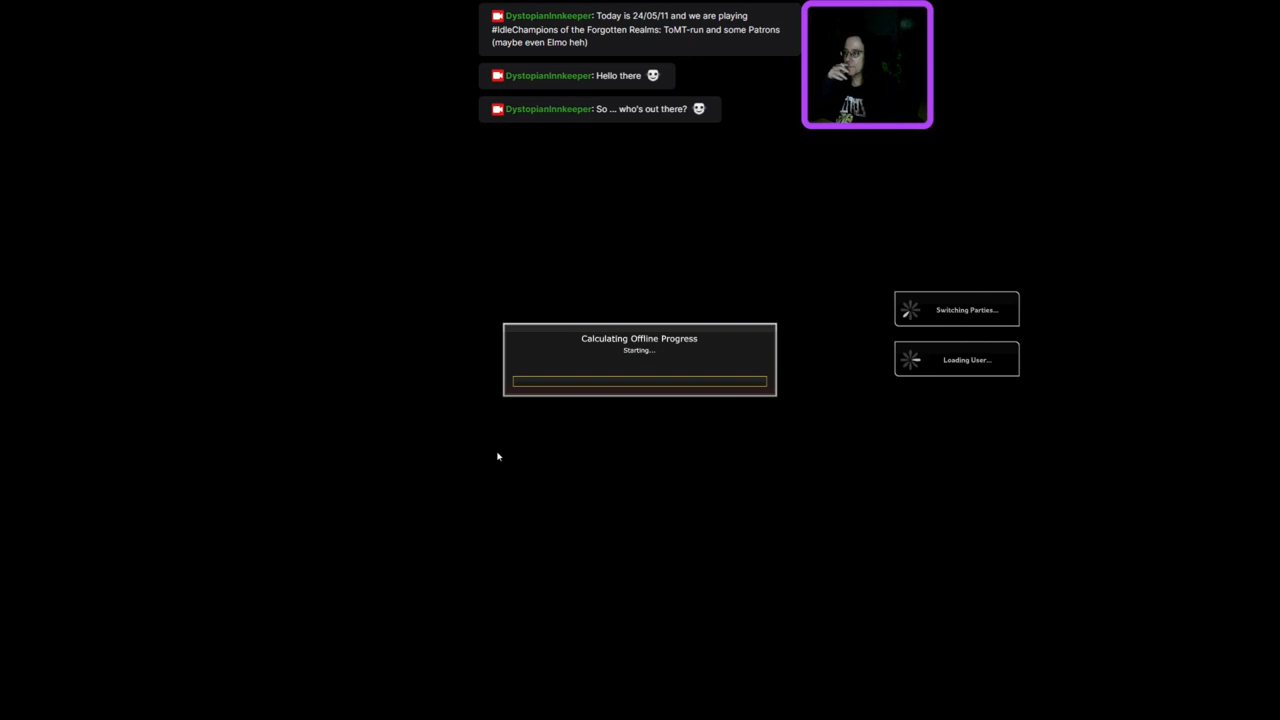 DystopianInnkeeper: Today is 24/05/11 and we are playing
#IdleChampions of the Forgotten Realms: ToMT-run and some Patrons
(maybe even Elmo heh)
DystopianInnkeeper: Hello there
DystopianInnkeeper: So ... who's out there?
Switching Parties...
Calculating Offline Progress
Starting...
Loading User...